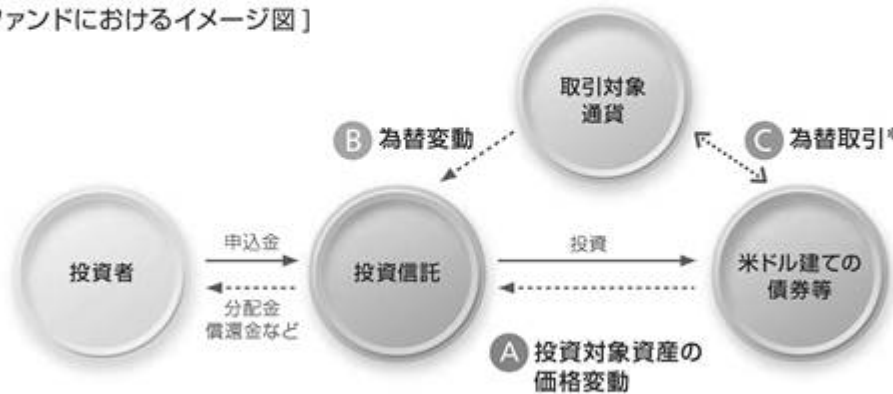 ファンドにおけるイメージ図]
取引対象
通貨
B 為替変動
C 為替取引*
投資者
申込金
分配金
償還金など
投資信託
投資
米ドル建ての
債券等
A 投資対象資産の
価格変動